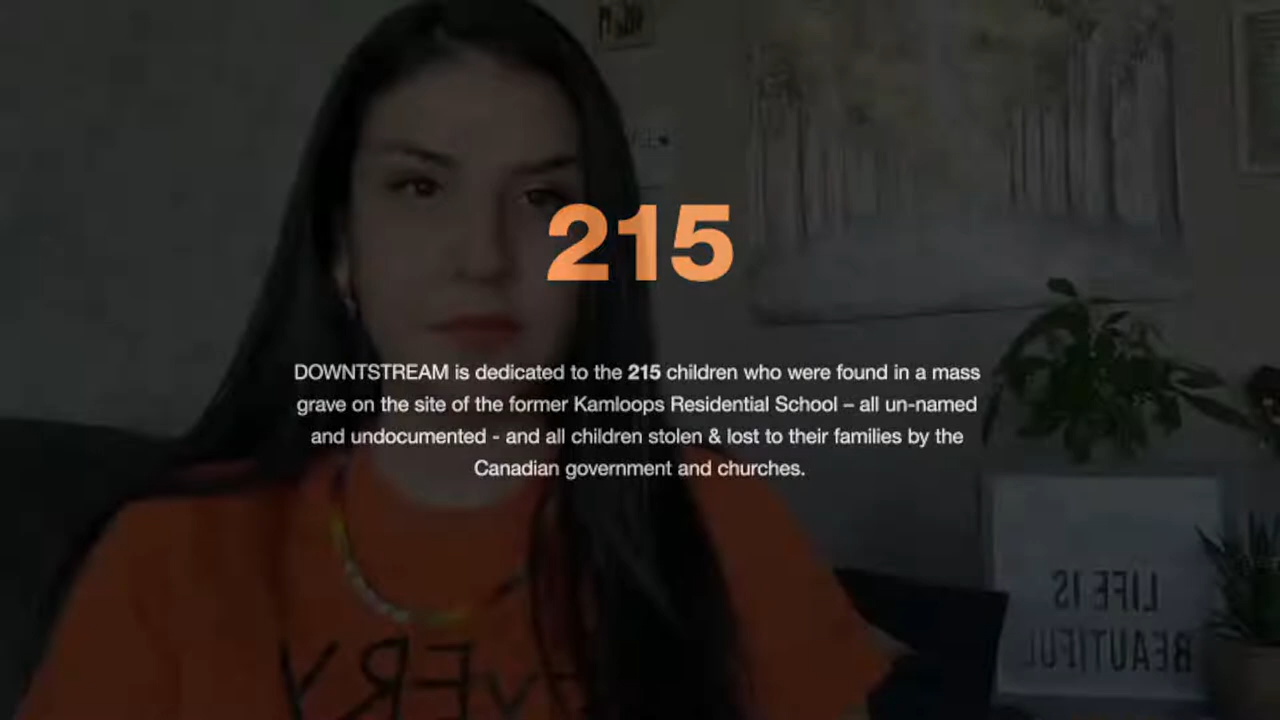 215
DOWNTSTREAM is dedicated to the 215 children who were found in a mass
grave on the site of the former Kamloops Residential School – all un-named
and undocumented - and all children stolen & lost to their families by the
Canadian government and churches.
EVERY
LIFE IS
BEAUTIFUL